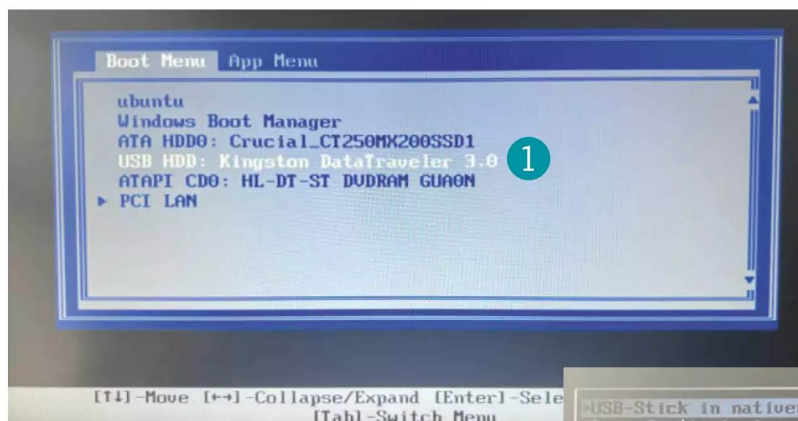 Boot Menu App Menu
ubuntu
Windows Boot Manager
ATA HDD0: Crucial_CT250MX200SSD1
USB HDD: Kingston DataTraveler 3.0
1
ATAPI CD0: HL-DT-ST DVDRAM GUA0N
▶ PCI LAN
[↑↓]-Move [←→]-Collapse/Expand [Enter]-Sele
[Tab]-Switch Menu
*USB-Stick in native